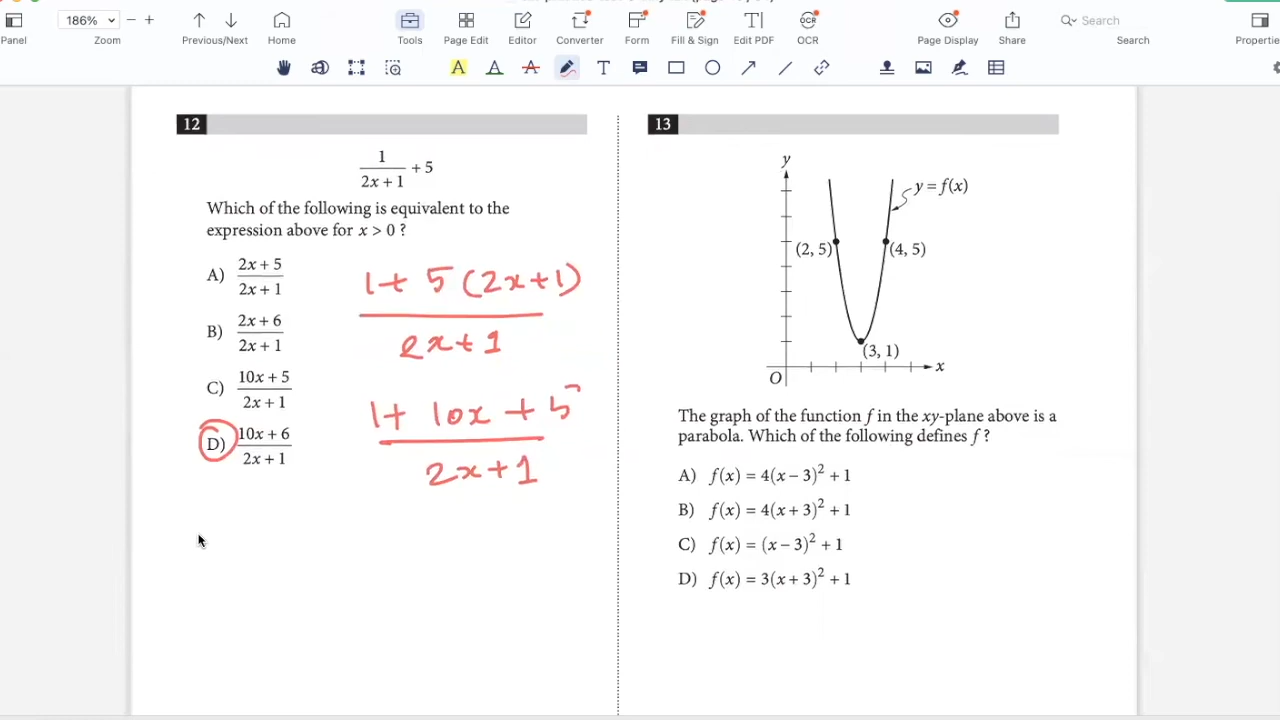 186%
Panel
Zoom
Previous/Next
Home
Tools
Page Edit
Editor
Converter
Form
Fill & Sign
Edit PDF
OCR
OCR
Page Display
Share
Search
Search
Propertie
12
1
2x + 1
+ 5
Which of the following is equivalent to the
expression above for x > 0 ?
A) 2x + 5
2x + 1
B) 2x + 6
2x + 1
C) 10x + 5
2x + 1
D) 10x + 6
2x + 1
1 + 5 (2x+1)
2x + 1
1 + 10x + 5
2x + 1
13
y
y = f(x)
(2, 5)
(4, 5)
(3, 1)
x
O
The graph of the function f in the xy-plane above is a
parabola. Which of the following defines f ?
A) f(x) = 4(x − 3)² + 1
B) f(x) = 4(x + 3)² + 1
C) f(x) = (x − 3)² + 1
D) f(x) = 3(x + 3)² + 1